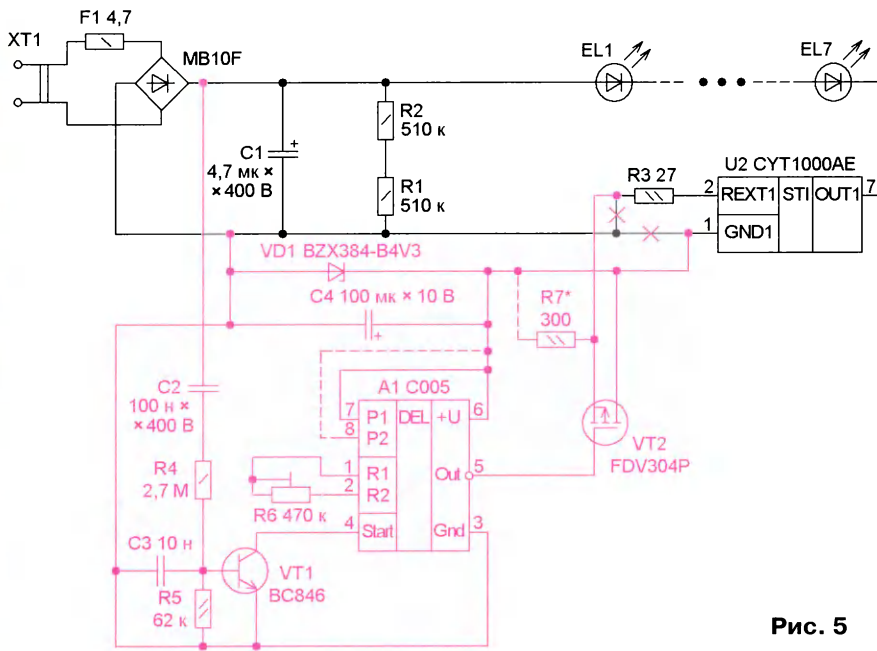 F1 4,7
XT1
MB10F
EL1
EL7
R2
510 к
C1
+
4,7 мк ×
× 400 В
R1
510 к
R3 27
U2 CYT1000AE
2
REXT1
STI
OUT1
7
1
GND1
VD1 BZX384-B4V3
C4 100 мк × 10 В
+
R7*
300
C2
100 н ×
× 400 В
A1 C005
7
P1
DEL
+U
6
8
P2
R4
2,7 М
1
R1
Out
5
2
R2
VT2
FDV304P
R6 470 к
4
Start
Gnd
3
C3 10 н
VT1
BC846
R5
62 к
Рис. 5